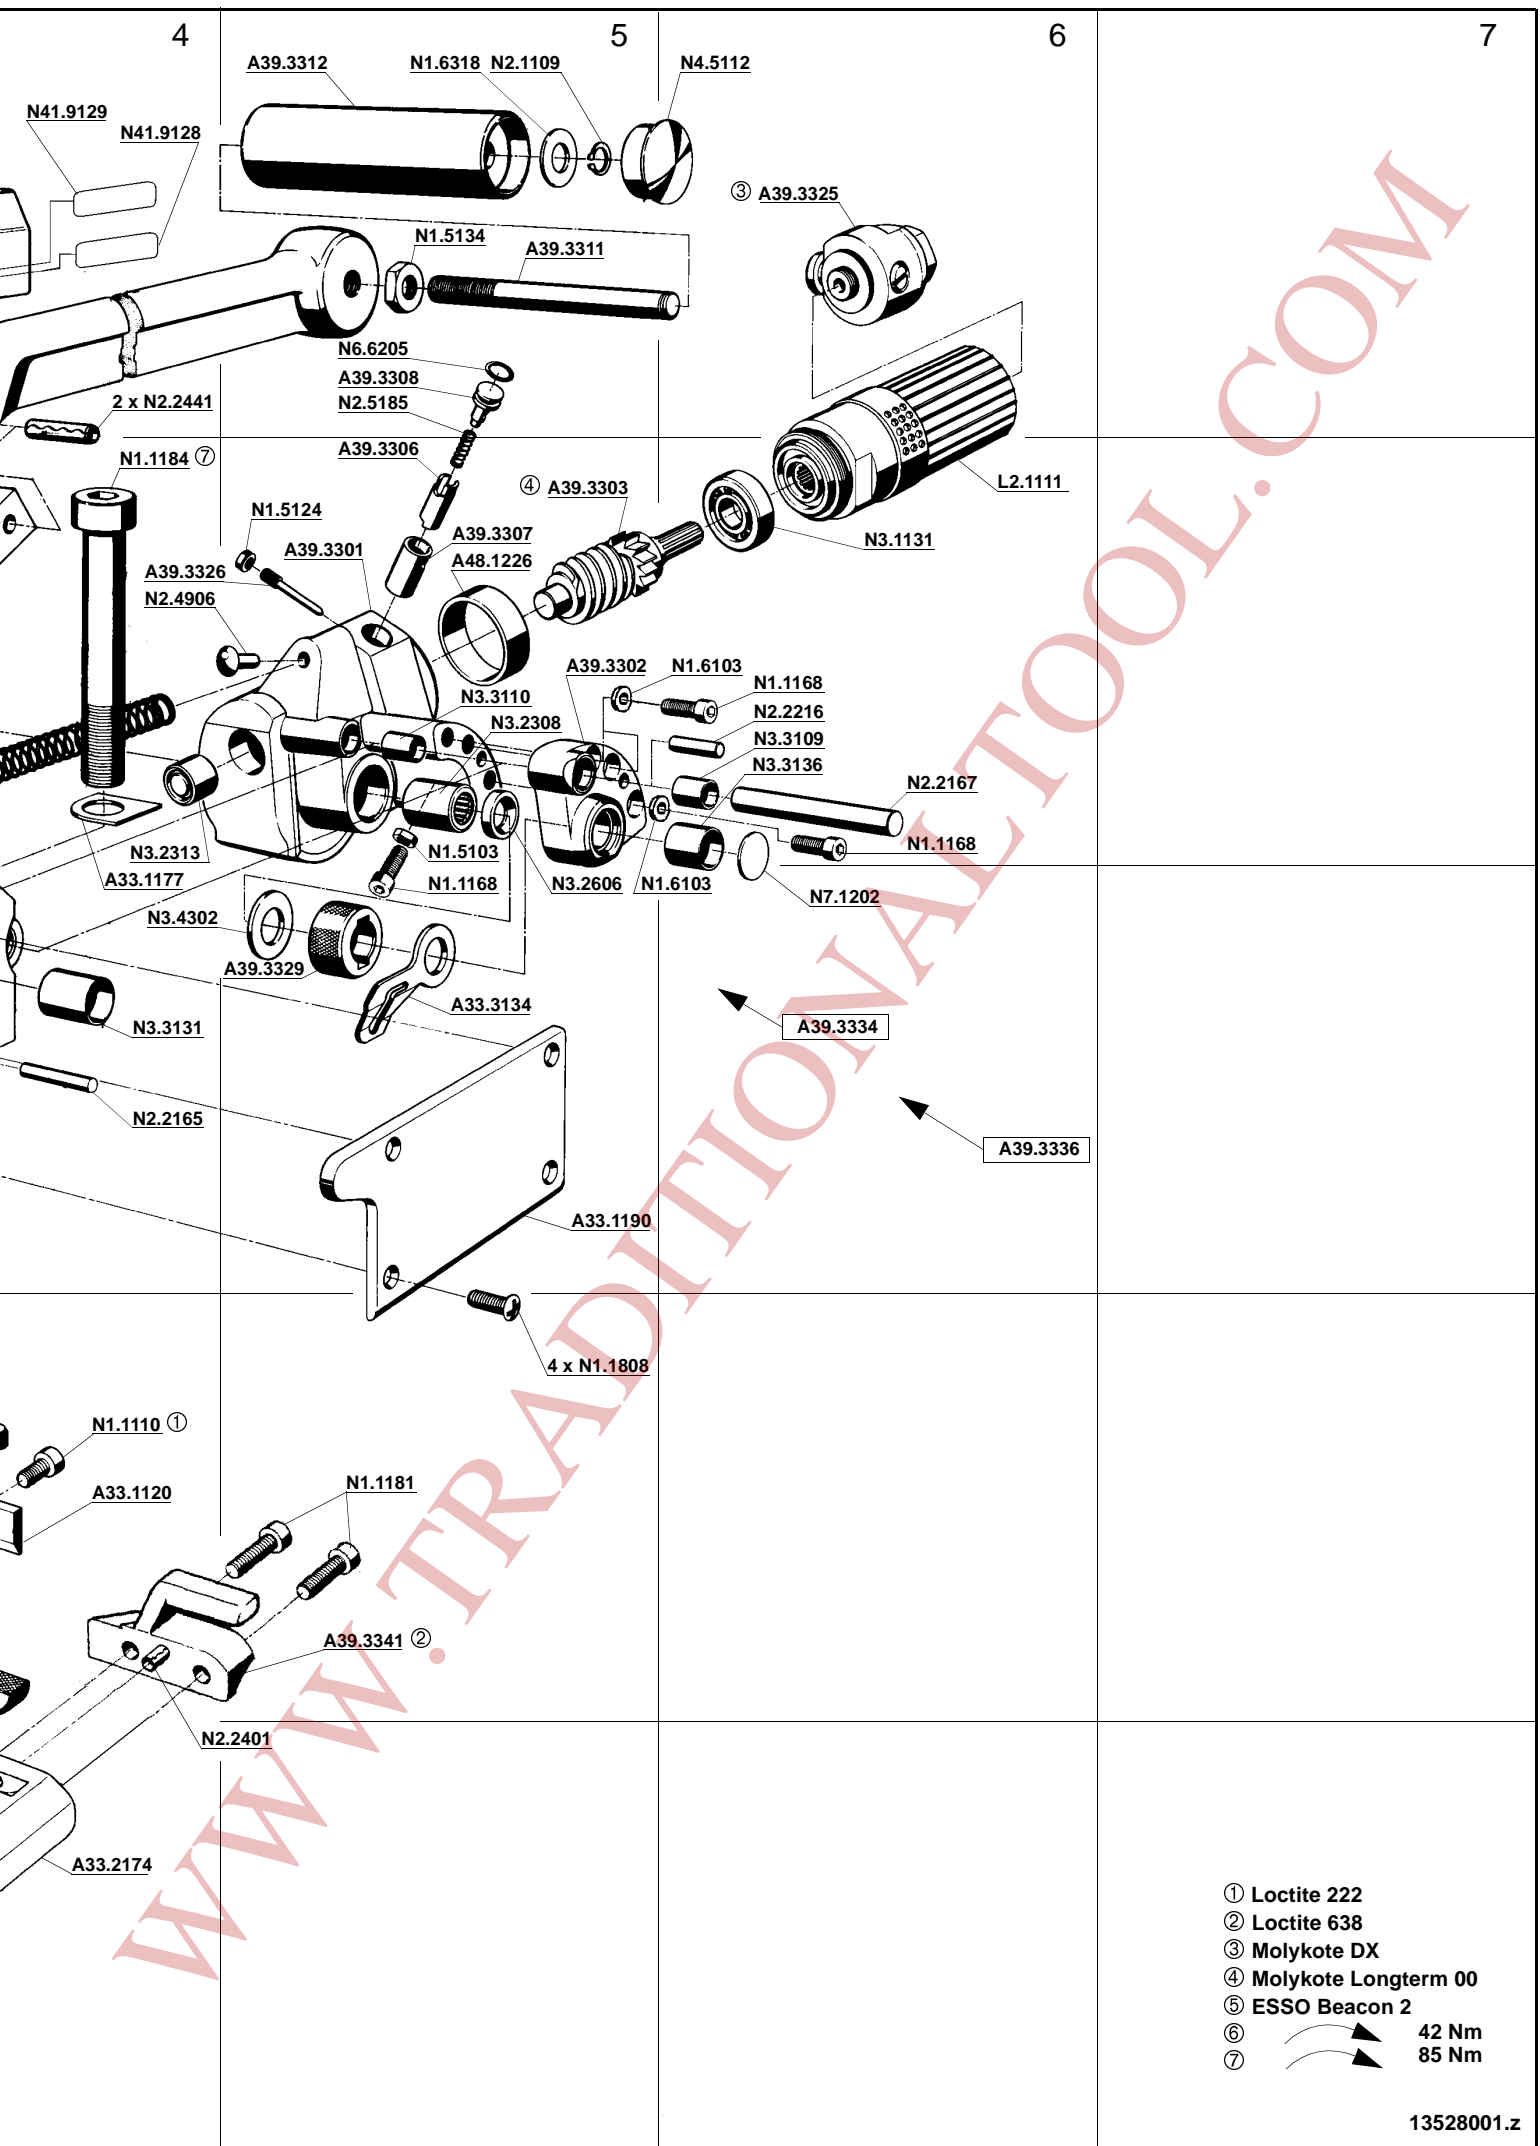 4
5
6
7
A39.3312
N1.6318
N2.1109
N4.5112
N41.9129
N41.9128
③ A39.3325
N1.5134
A39.3311
N6.6205
A39.3308
N2.5185
2 x N2.2441
A39.3306
N1.1184 ⑦
④ A39.3303
L2.1111
N1.5124
A39.3307
N3.1131
A39.3301
A48.1226
A39.3326
N2.4906
A39.3302
N1.6103
N1.1168
N3.3110
N2.2216
N3.2308
N3.3109
N3.3136
N2.2167
N3.2313
N1.5103
N1.1168
A33.1177
N1.1168
N3.2606
N1.6103
N7.1202
N3.4302
A39.3329
A33.3134
N3.3131
A39.3334
N2.2165
A39.3336
A33.1190
4 x N1.1808
N1.1110 ①
A33.1120
N1.1181
A39.3341 ②
N2.2401
A33.2174
① Loctite 222
② Loctite 638
③ Molykote DX
④ Molykote Longterm 00
⑤ ESSO Beacon 2
⑥ 42 Nm
⑦ 85 Nm
13528001.z
WWW.TRADITIONALTOOL.COM